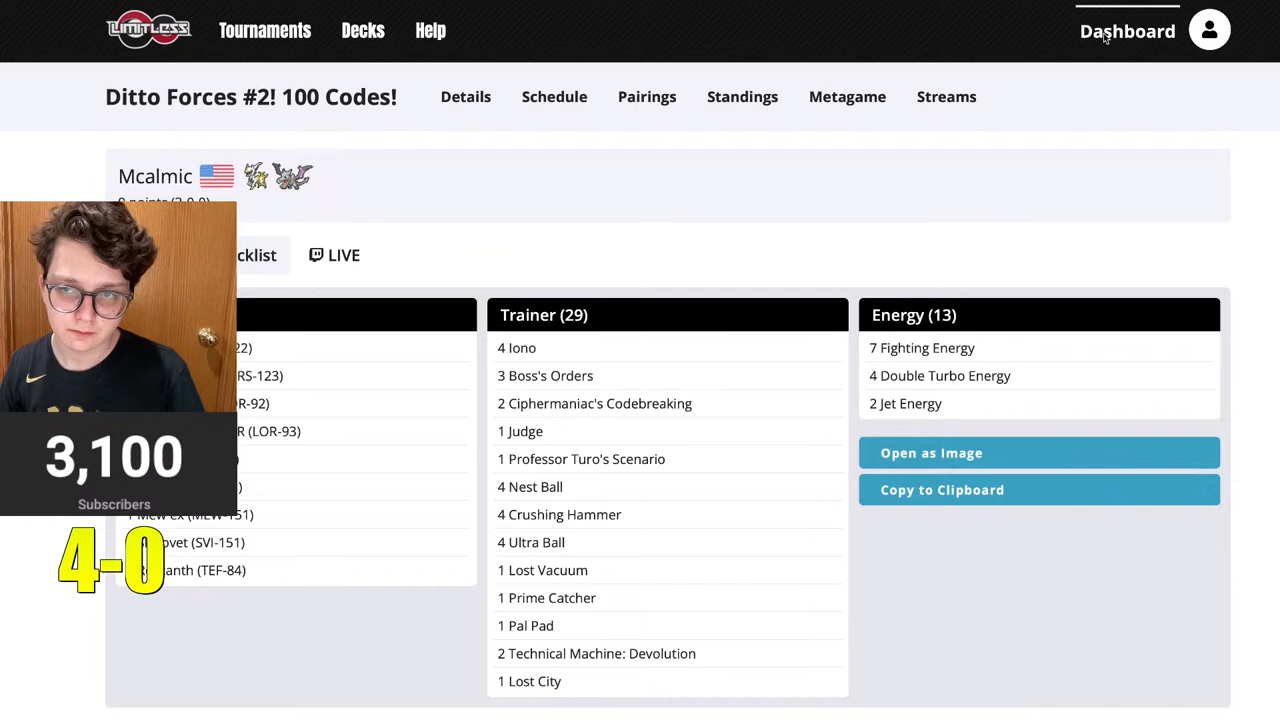 LIMITLESS Tournaments Decks Help Dashboard
Ditto Forces #2! 100 Codes! Details Schedule Pairings Standings Metagame Streams
Mcalmic
cklist LIVE
Trainer (29)
Energy (13)
22)
RS-123)
R-92)
R (LOR-93)
)
)
Mew ex (MEW-151)
ovet (SVI-151)
anth (TEF-84)
4 Iono
3 Boss's Orders
2 Ciphermaniac's Codebreaking
1 Judge
1 Professor Turo's Scenario
4 Nest Ball
4 Crushing Hammer
4 Ultra Ball
1 Lost Vacuum
1 Prime Catcher
1 Pal Pad
2 Technical Machine: Devolution
1 Lost City
7 Fighting Energy
4 Double Turbo Energy
2 Jet Energy
Open as Image
Copy to Clipboard
3,100
Subscribers
4-0